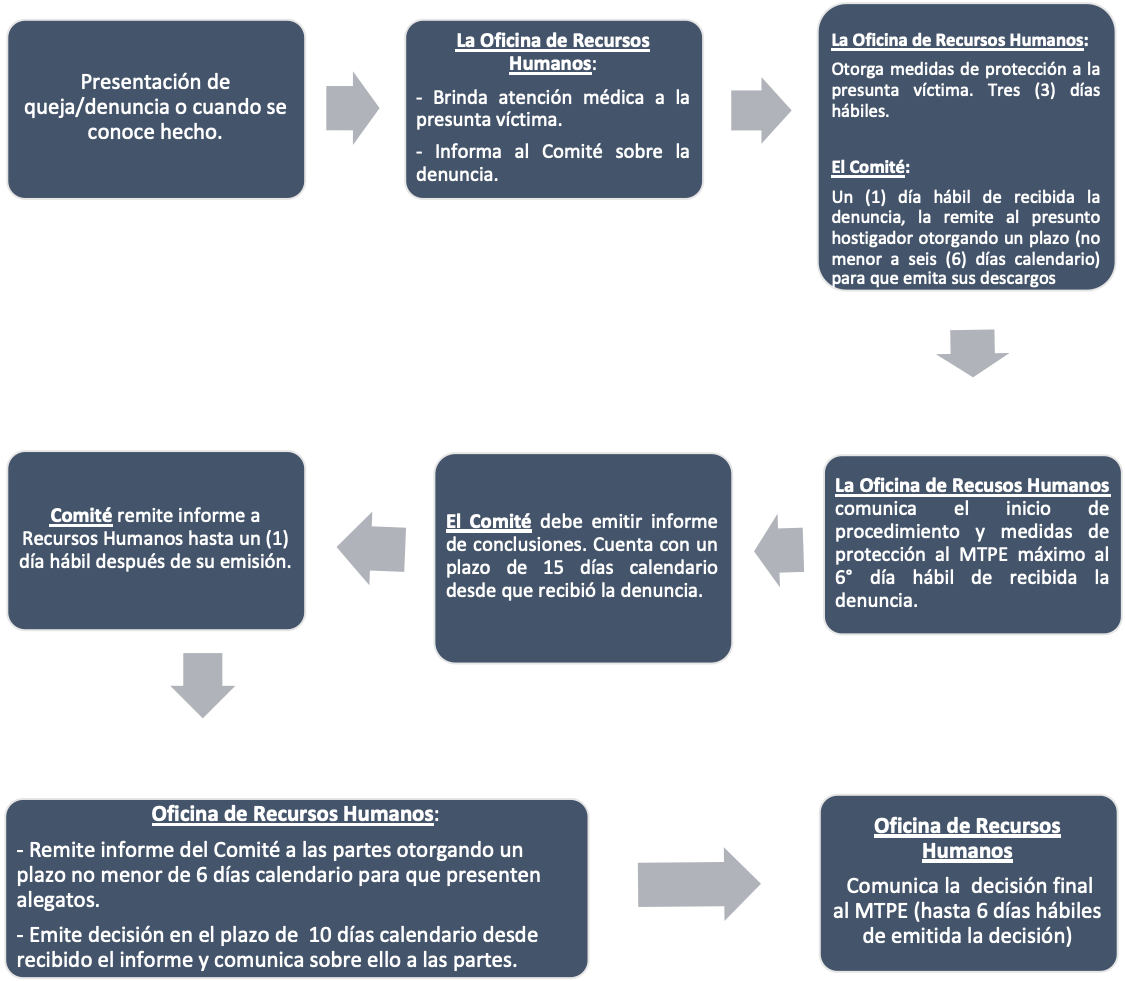 Presentación de
queja/denuncia o cuando se
conoce hecho.
La Oficina de Recursos
Humanos:
- Brinda atención médica a la
presunta víctima.
- Informa al Comité sobre la
denuncia.
La Oficina de Recursos Humanos:
Otorga medidas de protección a la
presunta víctima. Tres (3) días
hábiles.
El Comité:
Un (1) día hábil de recibida la
denuncia, la remite al presunto
hostigador otorgando un plazo (no
menor a seis (6) días calendario)
para que emita sus descargos
La Oficina de Recusos Humanos
comunica el inicio de
procedimiento y medidas de
protección al MTPE máximo al
6° día hábil de recibida la
denuncia.
El Comité debe emitir informe
de conclusiones. Cuenta con un
plazo de 15 días calendario
desde que recibió la denuncia.
Comité remite informe a
Recursos Humanos hasta un (1)
día hábil después de su emisión.
Oficina de Recursos Humanos:
- Remite informe del Comité a las partes otorgando un
plazo no menor de 6 días calendario para que presenten
alegatos.
- Emite decisión en el plazo de 10 días calendario desde
recibido el informe y comunica sobre ello a las partes.
Oficina de Recursos
Humanos
Comunica la decisión final
al MTPE (hasta 6 días hábiles
de emitida la decisión)